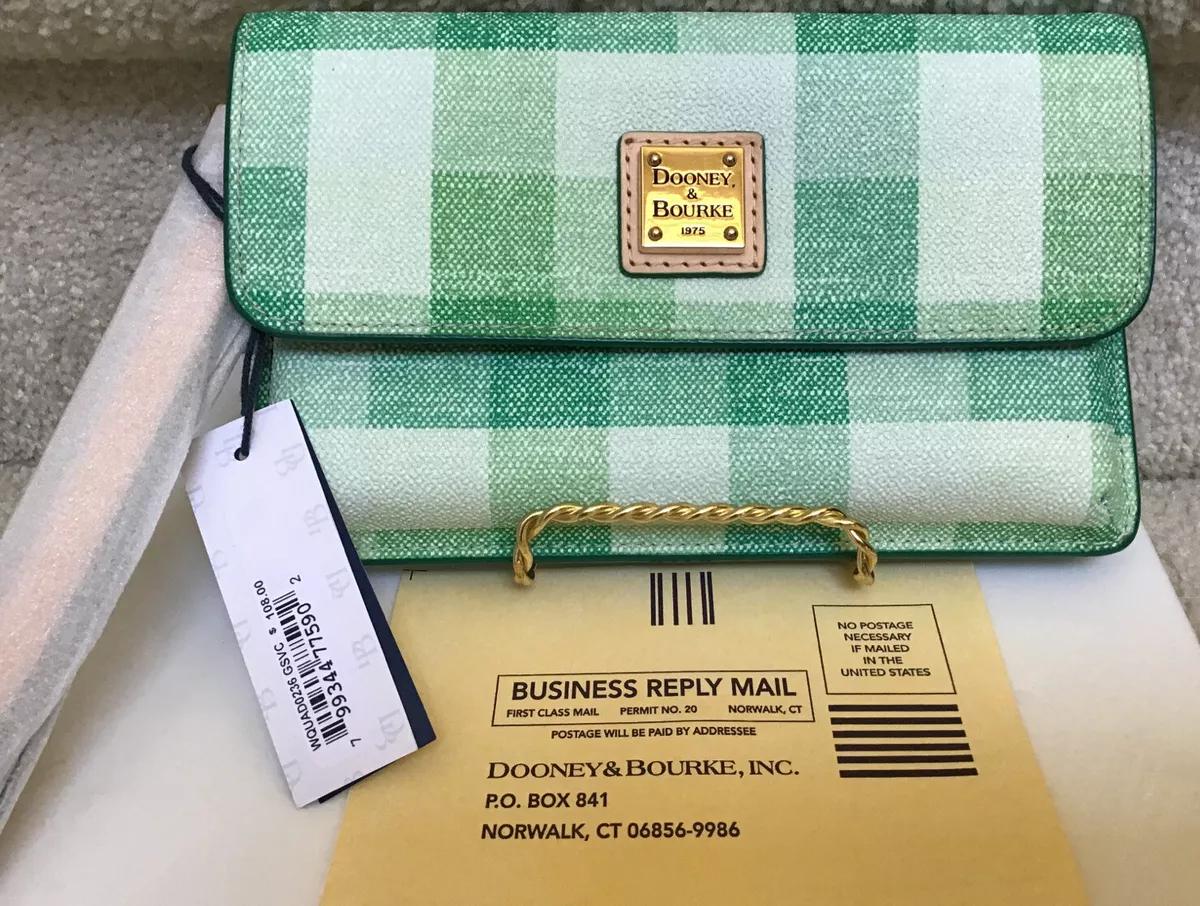 DOONEY
&
BOURKE
1975
WQUAD0236 GSVC $ 108.00
7 99344 77590 2
NO POSTAGE
NECESSARY
IF MAILED
IN THE
UNITED STATES
BUSINESS REPLY MAIL
FIRST CLASS MAIL PERMIT NO. 20 NORWALK, CT
POSTAGE WILL BE PAID BY ADDRESSEE
DOONEY & BOURKE, INC.
P.O. BOX 841
NORWALK, CT 06856-9986